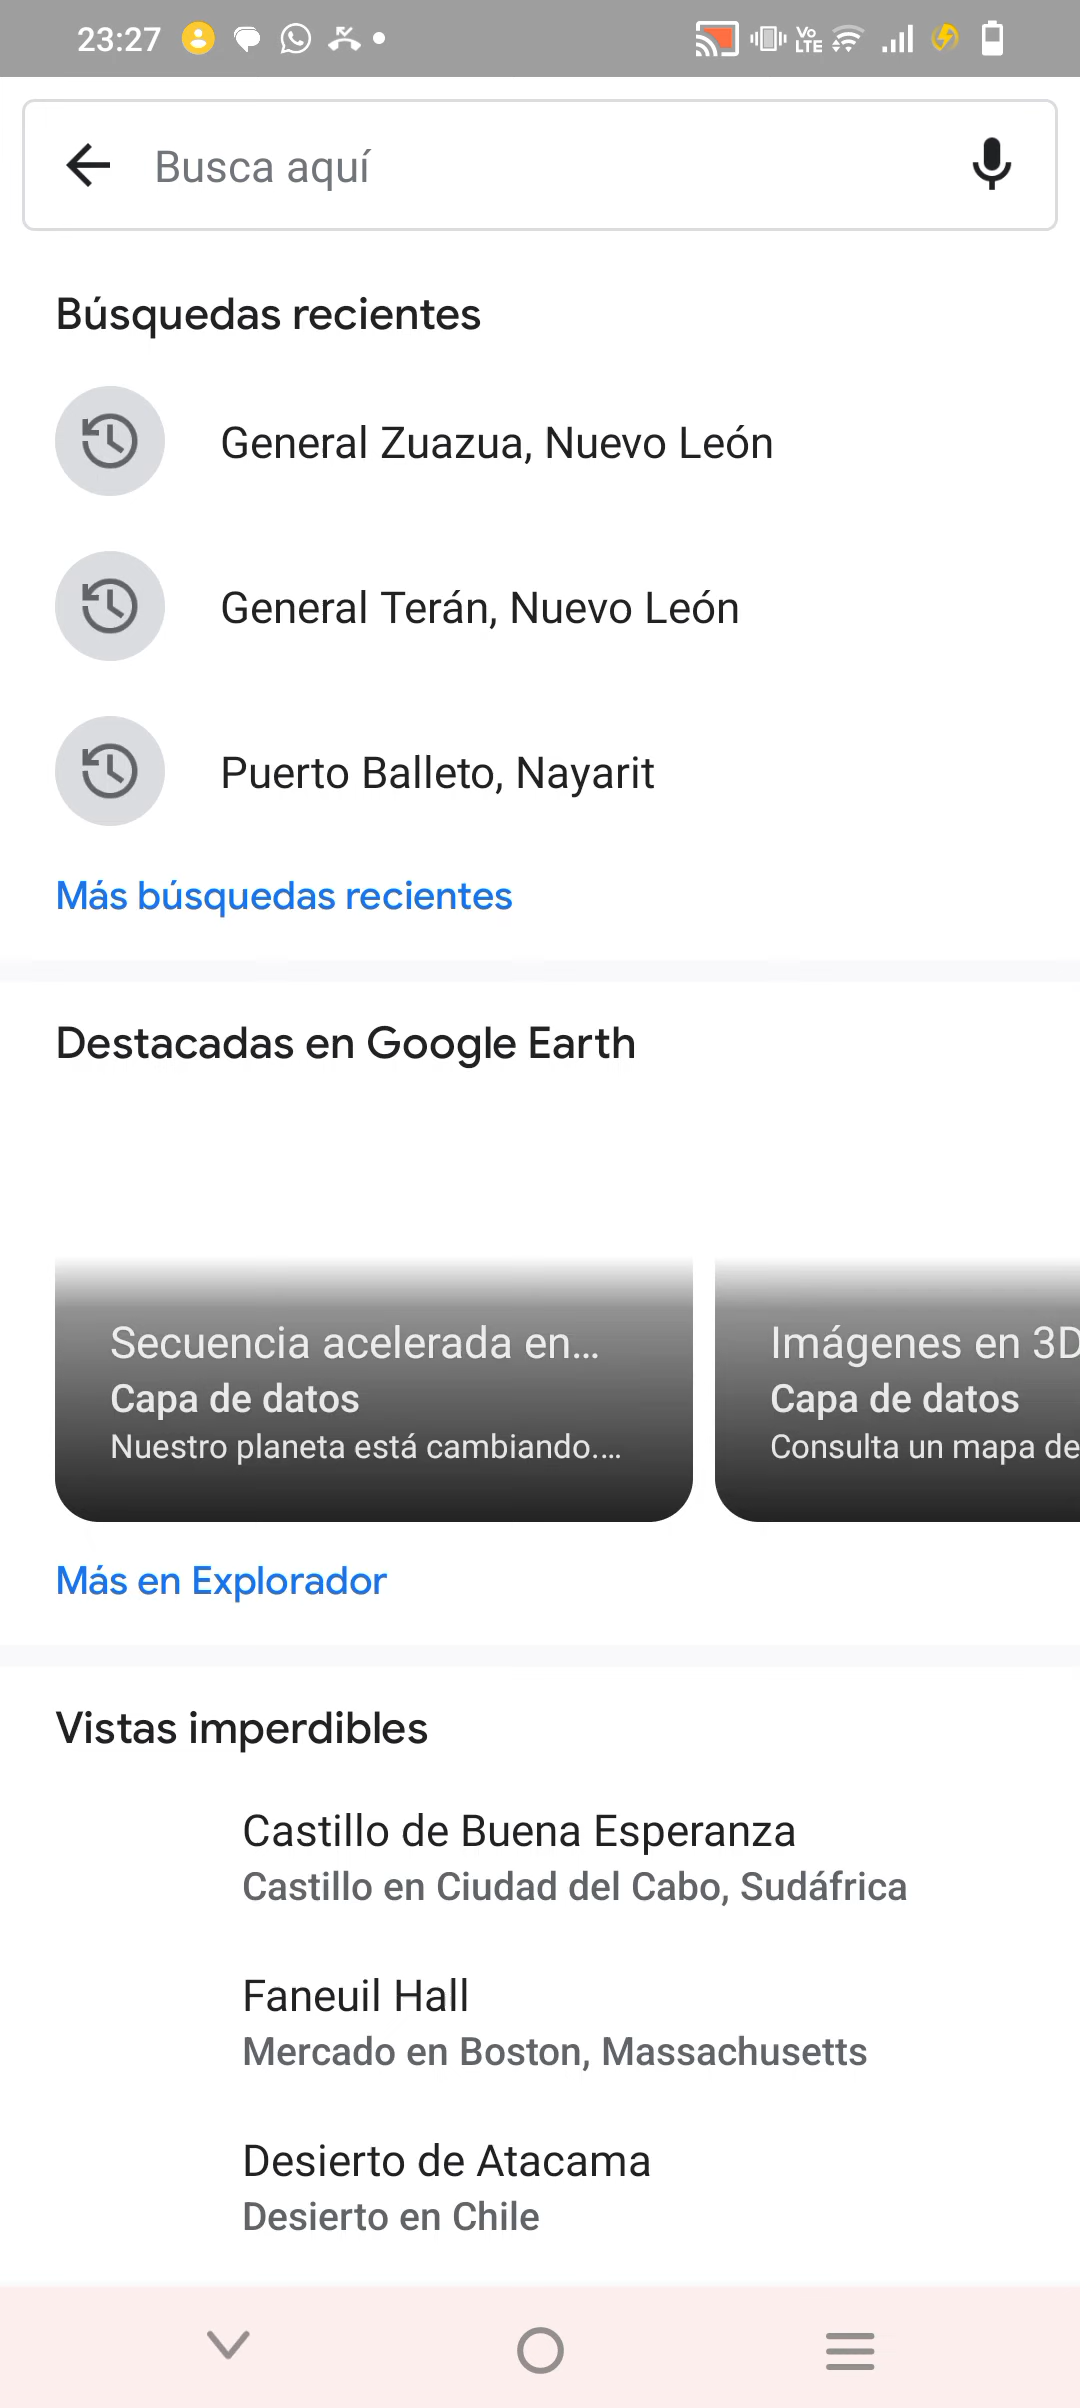 23:27
Vo
LTE
Busca aquí
Búsquedas recientes
General Zuazua, Nuevo León
General Terán, Nuevo León
Puerto Balleto, Nayarit
Más búsquedas recientes
Destacadas en Google Earth
Secuencia acelerada en...
Capa de datos
Nuestro planeta está cambiando....
Imágenes en 3D
Capa de datos
Consulta un mapa de
Más en Explorador
Vistas imperdibles
Castillo de Buena Esperanza
Castillo en Ciudad del Cabo, Sudáfrica
Faneuil Hall
Mercado en Boston, Massachusetts
Desierto de Atacama
Desierto en Chile